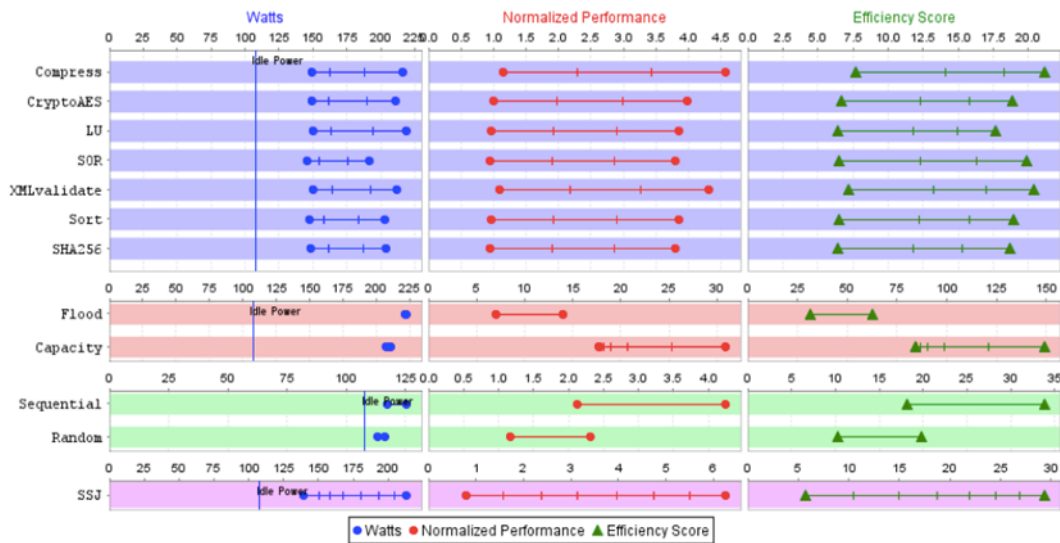 Watts Normalized Performance Efficiency Score
0 25 50 75 100 125 150 175 200 225 0.0 0.5 1.0 1.5 2.0 2.5 3.0 3.5 4.0 4.5 0.0 2.5 5.0 7.5 10.0 12.5 15.0 17.5 20.0
Idle Power
Compress
CryptoAES
LU
SOR
XMLvalidate
Sort
SHA256
0 25 50 75 100 125 150 175 200 225 0 5 10 15 20 25 30 0 25 50 75 100 125 150
Idle Power
Flood
Capacity
0 25 50 75 100 125 0.0 0.5 1.0 1.5 2.0 2.5 3.0 3.5 4.0 0 5 10 15 20 25 30 35
Idle Power
Sequential
Random
0 25 50 75 100 125 150 175 200 0 1 2 3 4 5 6 0 5 10 15 20 25 30
Idle Power
SSJ
Watts Normalized Performance Efficiency Score